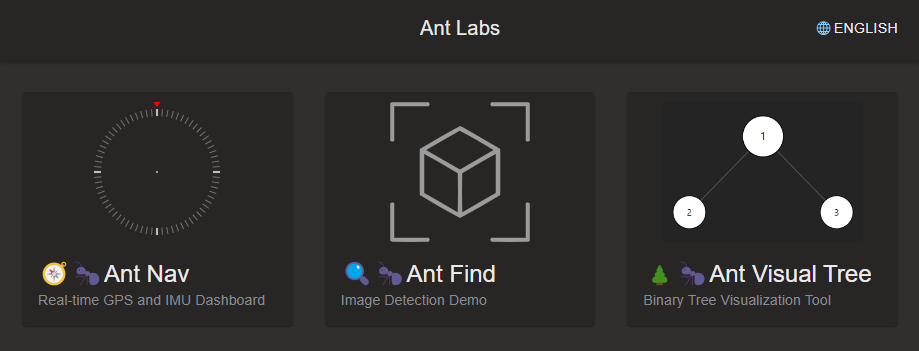 Ant Labs
ENGLISH
1
2
3
Ant Nav
Real-time GPS and IMU Dashboard
Ant Find
Image Detection Demo
Ant Visual Tree
Binary Tree Visualization Tool